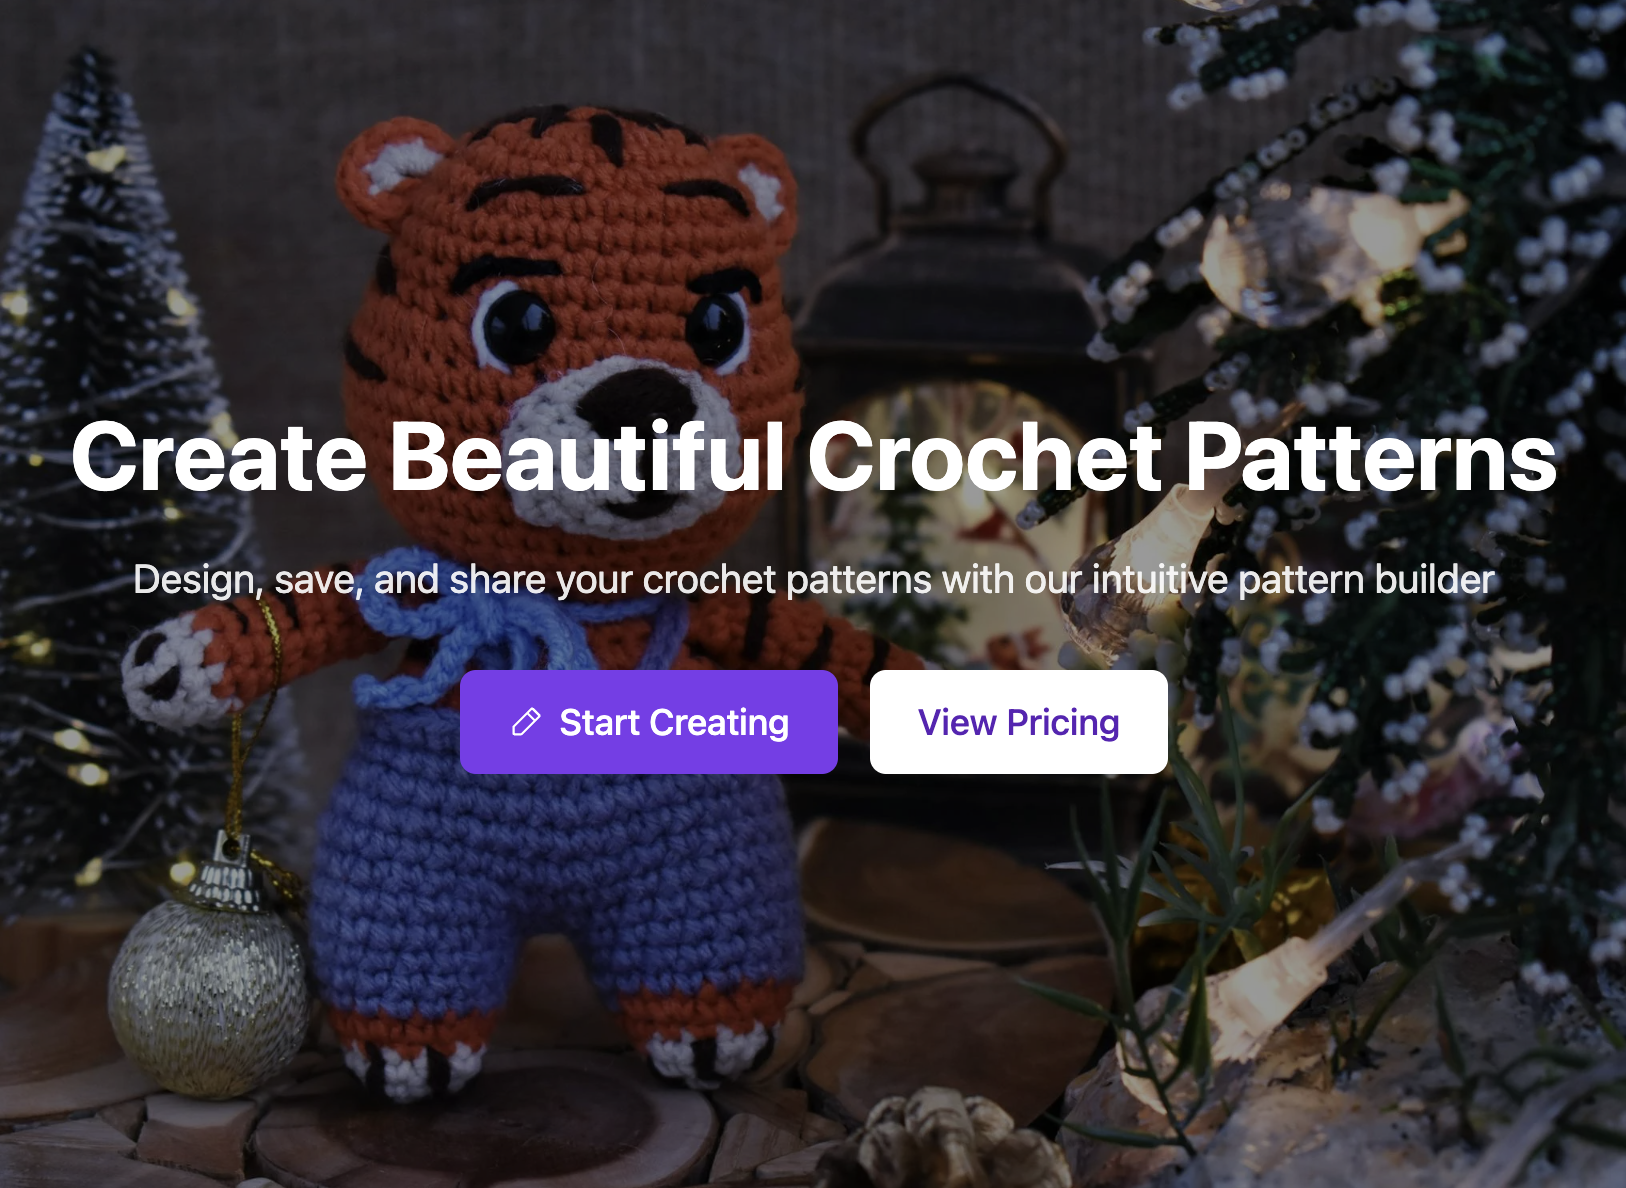 Create Beautiful Crochet Patterns
Design, save, and share your crochet patterns with our intuitive pattern builder
Start Creating
View Pricing